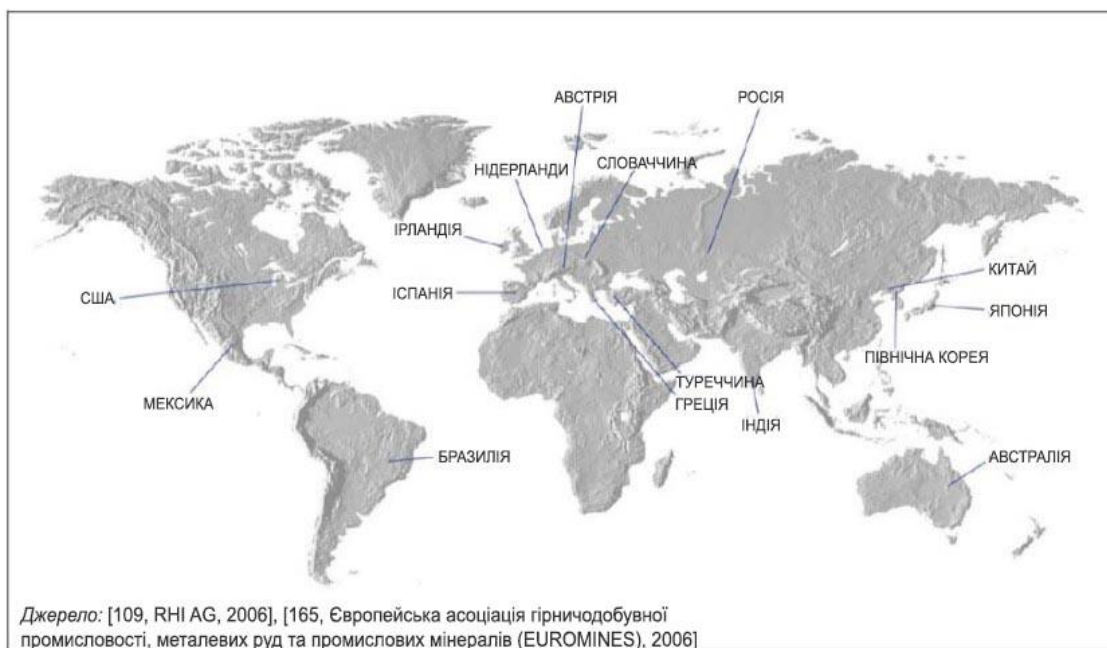 АВСТРІЯ
РОСІЯ
НІДЕРЛАНДИ
СЛОВАЧЧИНА
ІРЛАНДІЯ
КИТАЙ
США
ІСПАНІЯ
ЯПОНІЯ
ПІВНІЧНА КОРЕЯ
ТУРЕЧЧИНА
МЕКСИКА
ГРЕЦІЯ
ІНДІЯ
БРАЗИЛІЯ
АВСТРАЛІЯ
Джерело: [109, RHI AG, 2006], [165, Європейська асоціація гірничодобувної
промисловості, металевих руд та промислових мінералів (EUROMINES), 2006]